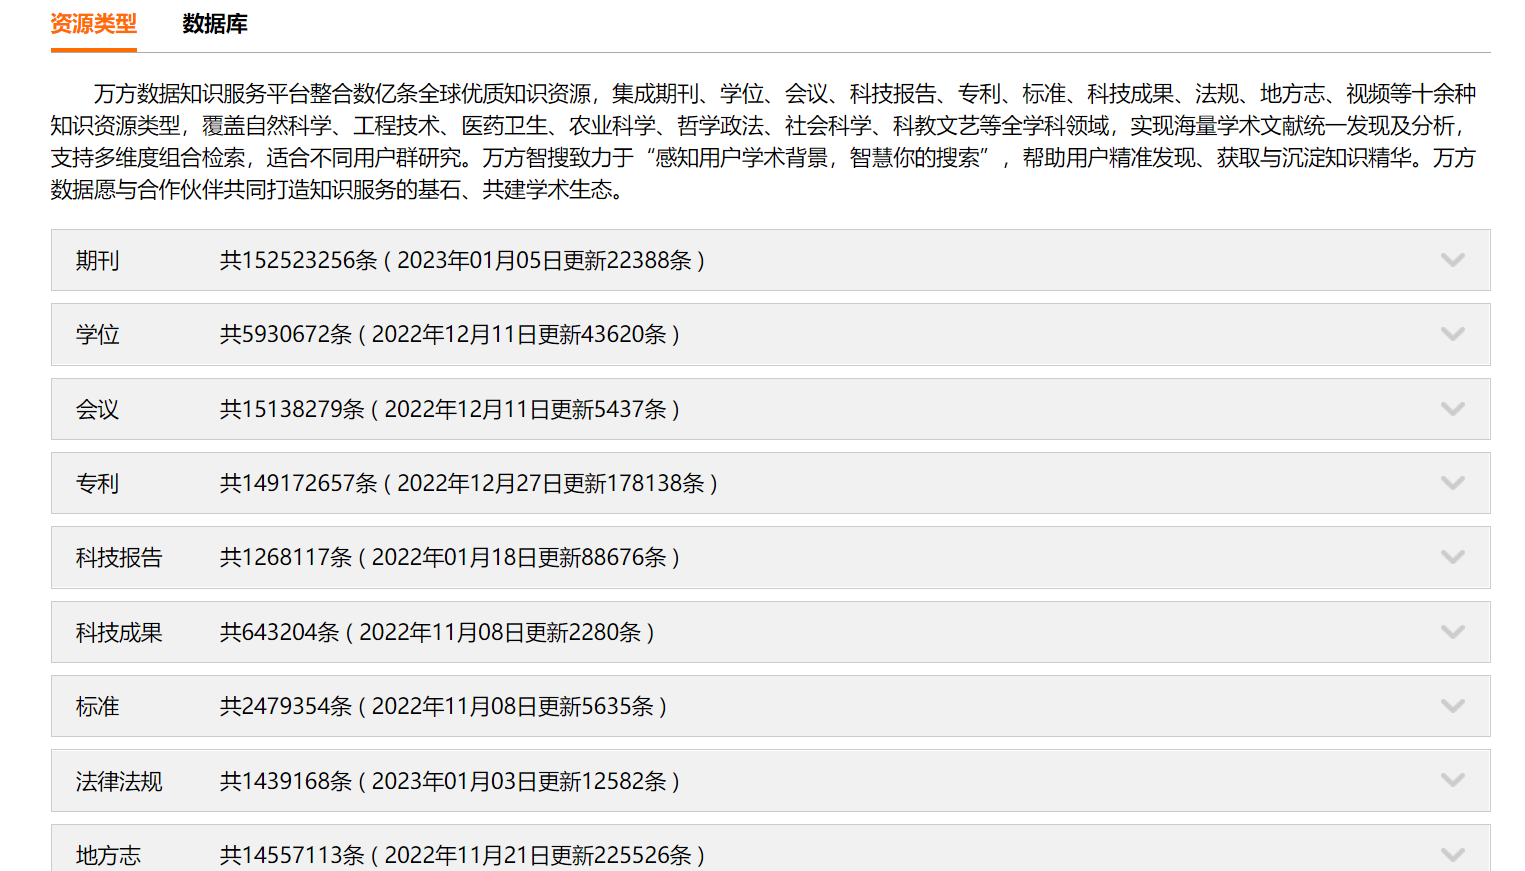 资源类型 数据库
万方数据知识服务平台整合数亿条全球优质知识资源，集成期刊、学位、会议、科技报告、专利、标准、科技成果、法规、地方志、视频等十余种
知识资源类型，覆盖自然科学、工程技术、医药卫生、农业科学、哲学政法、社会科学、科教文艺等全学科领域，实现海量学术文献统一发现及分析，
支持多维度组合检索，适合不同用户群研究。万方智搜致力于“感知用户学术背景，智慧你的搜索”，帮助用户精准发现、获取与沉淀知识精华。万方
数据愿与合作伙伴共同打造知识服务的基石、共建学术生态。
期刊 共152523256条 ( 2023年01月05日更新22388条 )
学位 共5930672条 ( 2022年12月11日更新43620条 )
会议 共15138279条 ( 2022年12月11日更新5437条 )
专利 共149172657条 ( 2022年12月27日更新178138条 )
科技报告 共1268117条 ( 2022年01月18日更新88676条 )
科技成果 共643204条 ( 2022年11月08日更新2280条 )
标准 共2479354条 ( 2022年11月08日更新5635条 )
法律法规 共1439168条 ( 2023年01月03日更新12582条 )
地方志 共14557113条 ( 2022年11月21日更新225526条 )